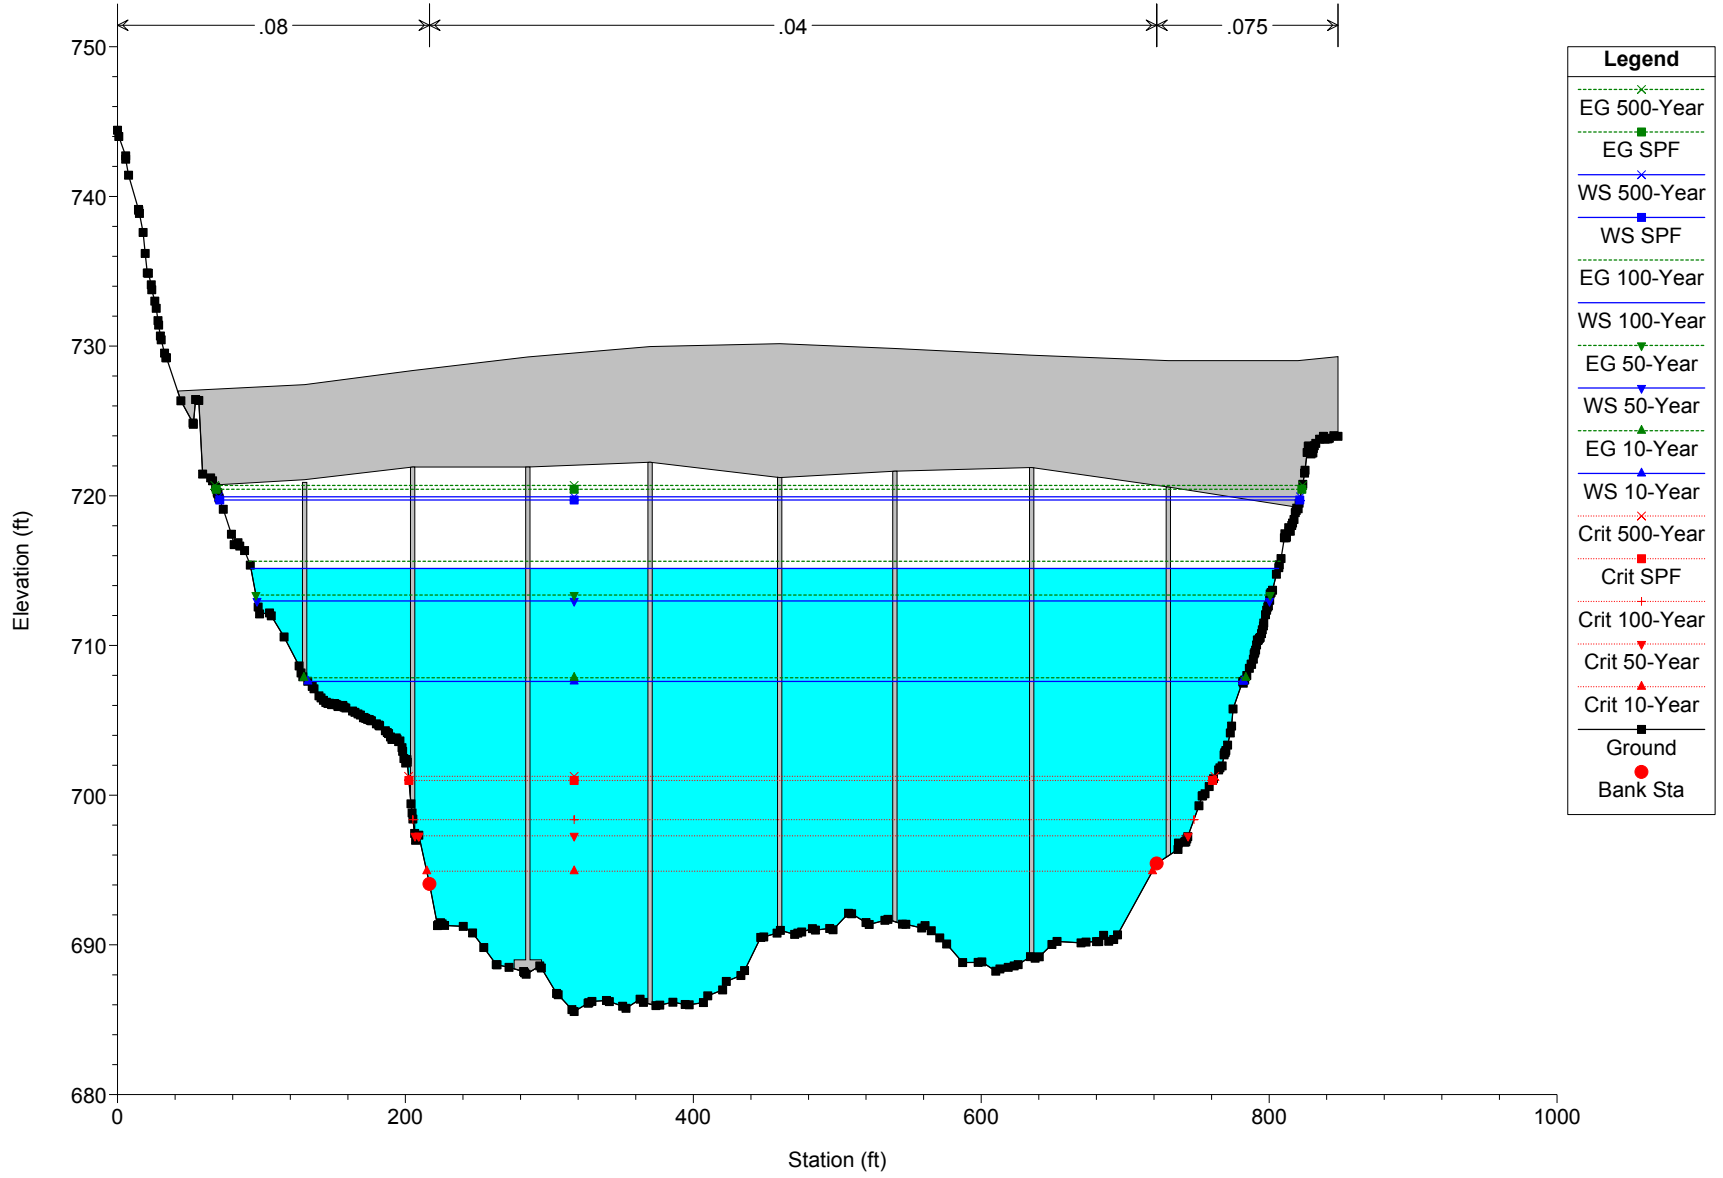 .08
.04
.075
750
740
730
720
710
700
690
680
0
200
400
600
800
1000
Elevation (ft)
Station (ft)
Legend
EG 500-Year
EG SPF
WS 500-Year
WS SPF
EG 100-Year
WS 100-Year
EG 50-Year
WS 50-Year
EG 10-Year
WS 10-Year
Crit 500-Year
Crit SPF
Crit 100-Year
Crit 50-Year
Crit 10-Year
Ground
Bank Sta